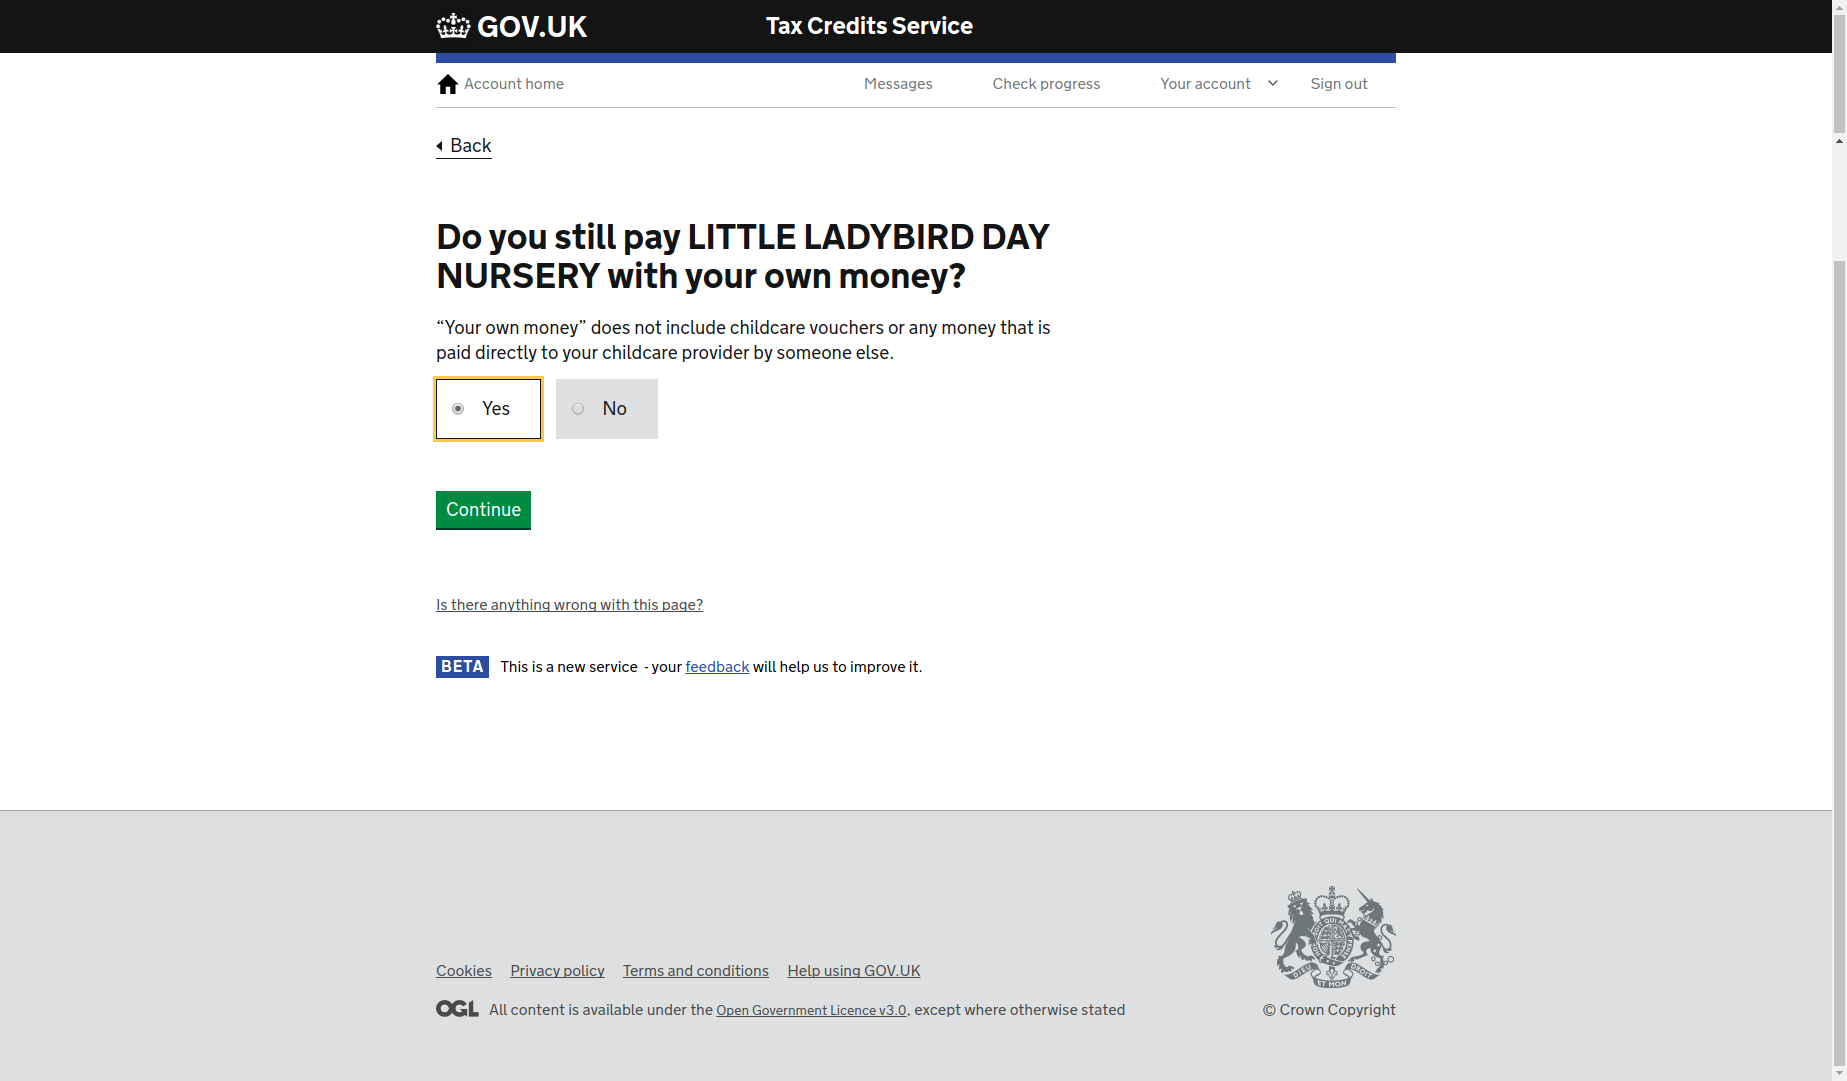 GOV.UK
Tax Credits Service
Account home
Messages
Check progress
Your account
Sign out
Back
Do you still pay LITTLE LADYBIRD DAY
NURSERY with your own money?
“Your own money” does not include childcare vouchers or any money that is
paid directly to your childcare provider by someone else.
Yes
No
Continue
Is there anything wrong with this page?
BETA This is a new service - your feedback will help us to improve it.
Cookies Privacy policy Terms and conditions Help using GOV.UK
OGL All content is available under the Open Government Licence v3.0, except where otherwise stated
© Crown Copyright